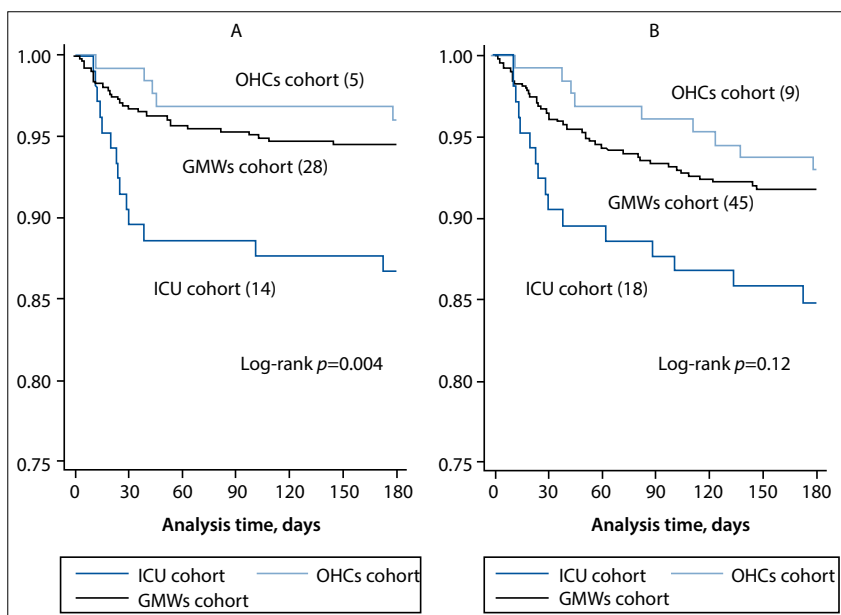 A
1.00
0.95
0.90
0.85
0.80
0.75
OHCs cohort (5)
GMWs cohort (28)
ICU cohort (14)
Log-rank p=0.004
0 30 60 90 120 150 180
Analysis time, days
ICU cohort OHCs cohort
GMWs cohort
B
1.00
0.95
0.90
0.85
0.80
0.75
OHCs cohort (9)
GMWs cohort (45)
ICU cohort (18)
Log-rank p=0.12
0 30 60 90 120 150 180
Analysis time, days
ICU cohort OHCs cohort
GMWs cohort